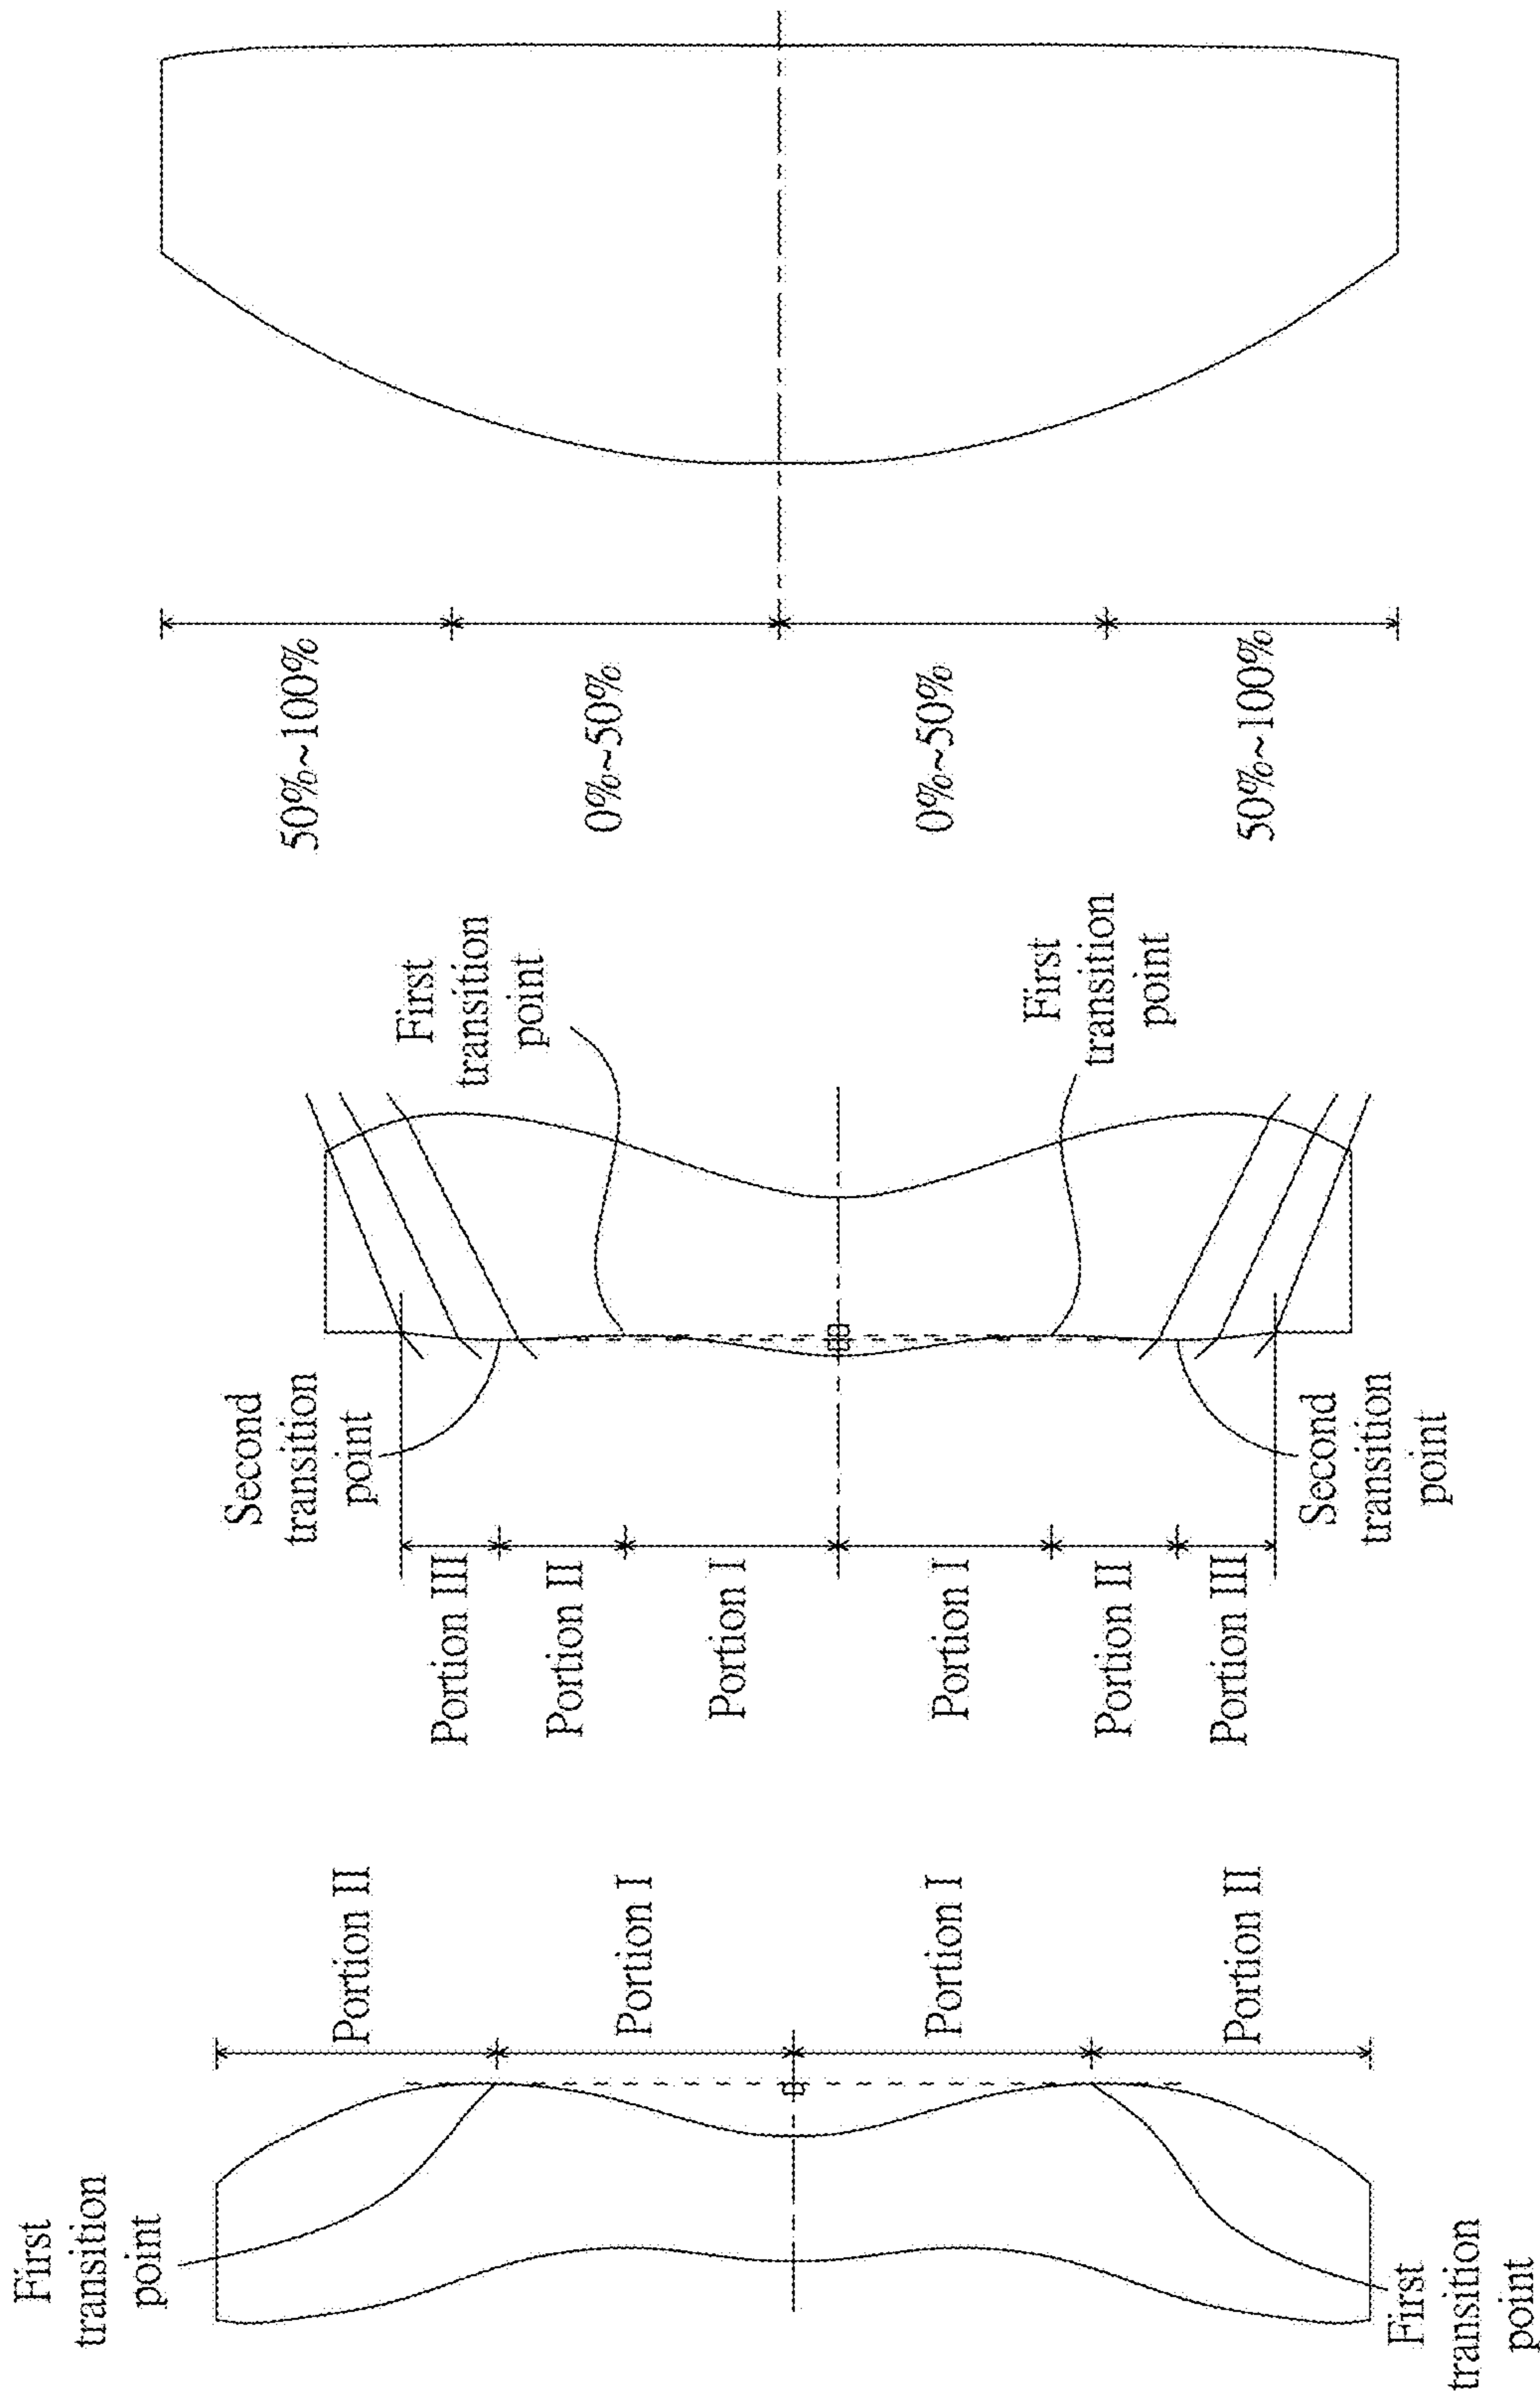 50%~100%
0%~50%
0%~50%
50%~100%
First
transition
point
First
transition
point
Second
transition
point
Second
transition
point
Portion III
Portion II
Portion I
Portion I
Portion II
Portion III
Portion II
Portion I
Portion I
Portion II
First
transition
point
First
transition
point